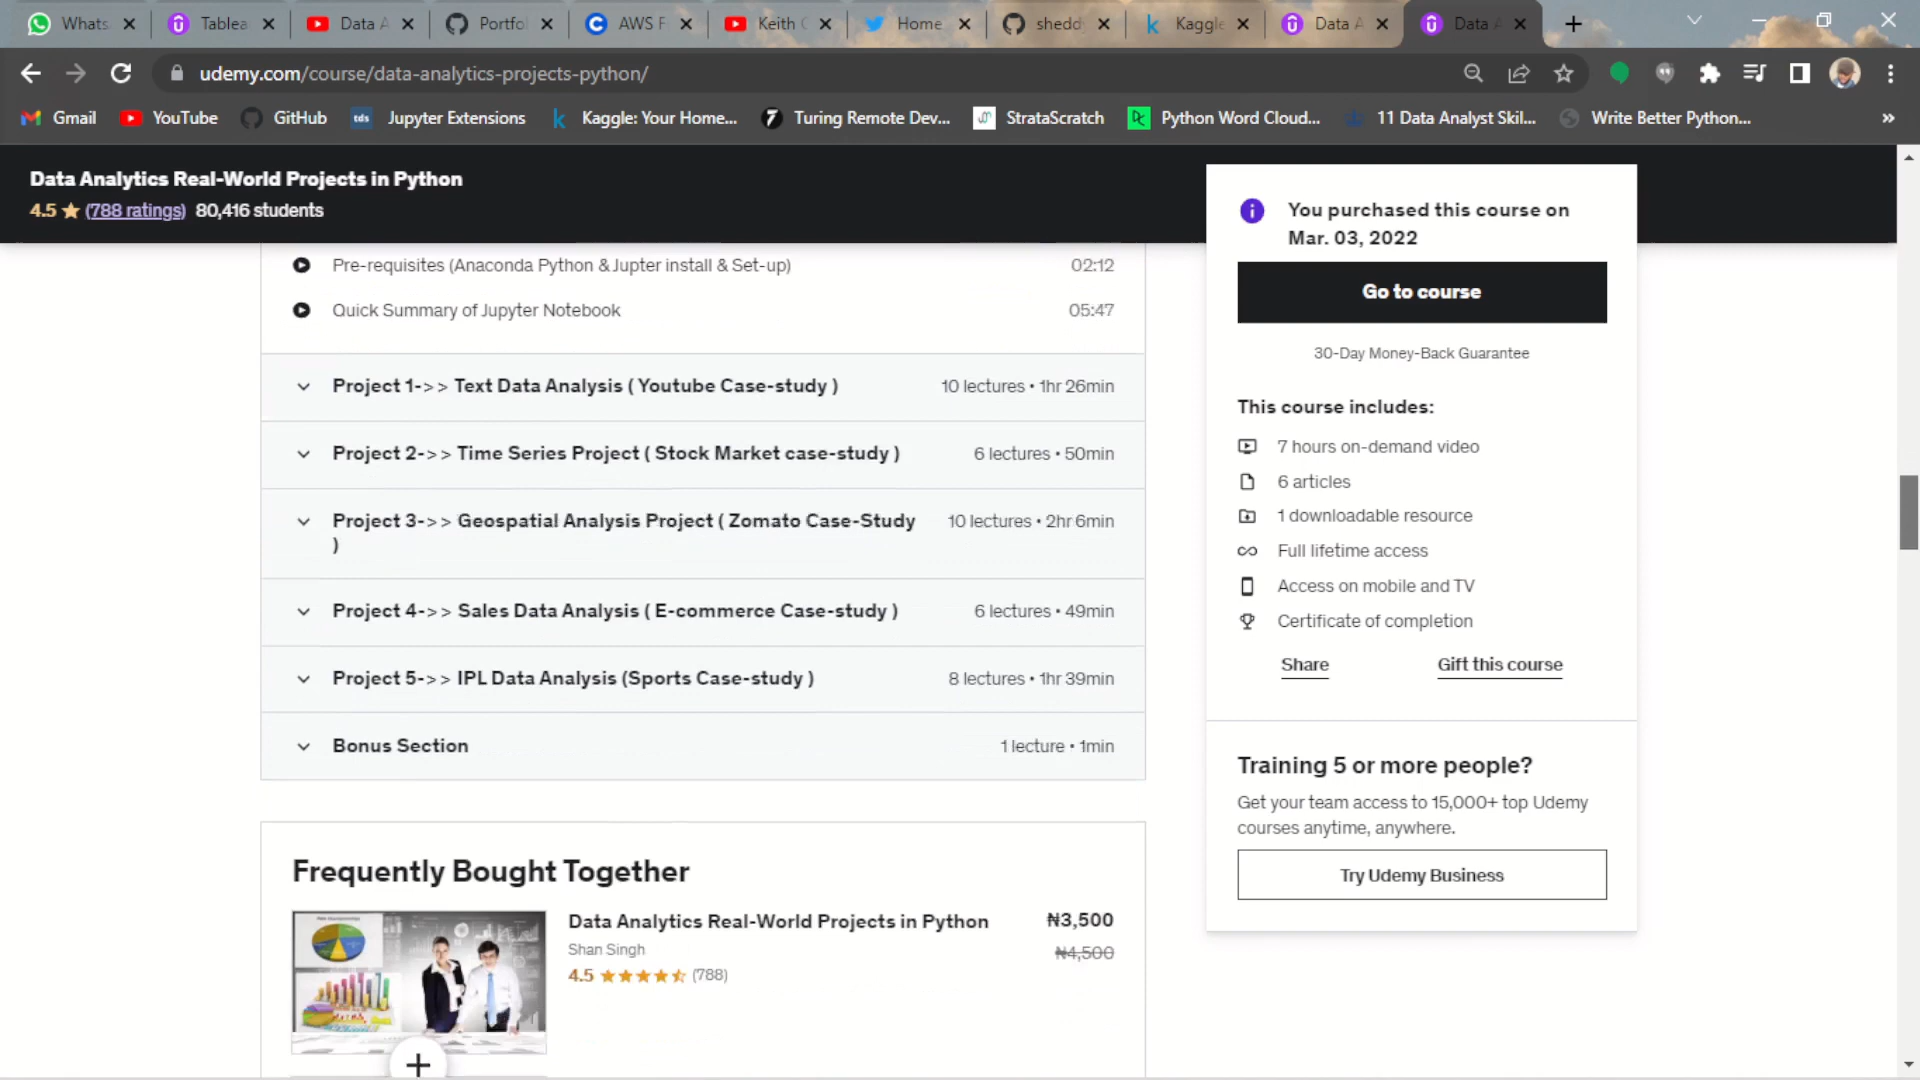 Whats
Tablea
Data A
Portfo
AWS F
Keith
Home
shedd
Kaggle
Data A
Data A
udemy.com/course/data-analytics-projects-python/
Gmail
YouTube
GitHub
tds Jupyter Extensions
Kaggle: Your Home...
Turing Remote Dev...
StrataScratch
Python Word Cloud...
11 Data Analyst Skil...
Write Better Python...
»
Data Analytics Real-World Projects in Python
4.5 ★ (788 ratings) 80,416 students
Pre-requisites (Anaconda Python & Jupter install & Set-up) 02:12
Quick Summary of Jupyter Notebook 05:47
Project 1->> Text Data Analysis ( Youtube Case-study ) 10 lectures • 1hr 26min
Project 2->> Time Series Project ( Stock Market case-study ) 6 lectures • 50min
Project 3->> Geospatial Analysis Project ( Zomato Case-Study 10 lectures • 2hr 6min
)
Project 4->> Sales Data Analysis ( E-commerce Case-study ) 6 lectures • 49min
Project 5->> IPL Data Analysis (Sports Case-study ) 8 lectures • 1hr 39min
Bonus Section 1 lecture • 1min
Frequently Bought Together
Data Analytics Real-World Projects in Python ₦3,500
Shan Singh ₦4,500
4.5 (788)
You purchased this course on
Mar. 03, 2022
Go to course
30-Day Money-Back Guarantee
This course includes:
7 hours on-demand video
6 articles
1 downloadable resource
Full lifetime access
Access on mobile and TV
Certificate of completion
Share Gift this course
Training 5 or more people?
Get your team access to 15,000+ top Udemy
courses anytime, anywhere.
Try Udemy Business